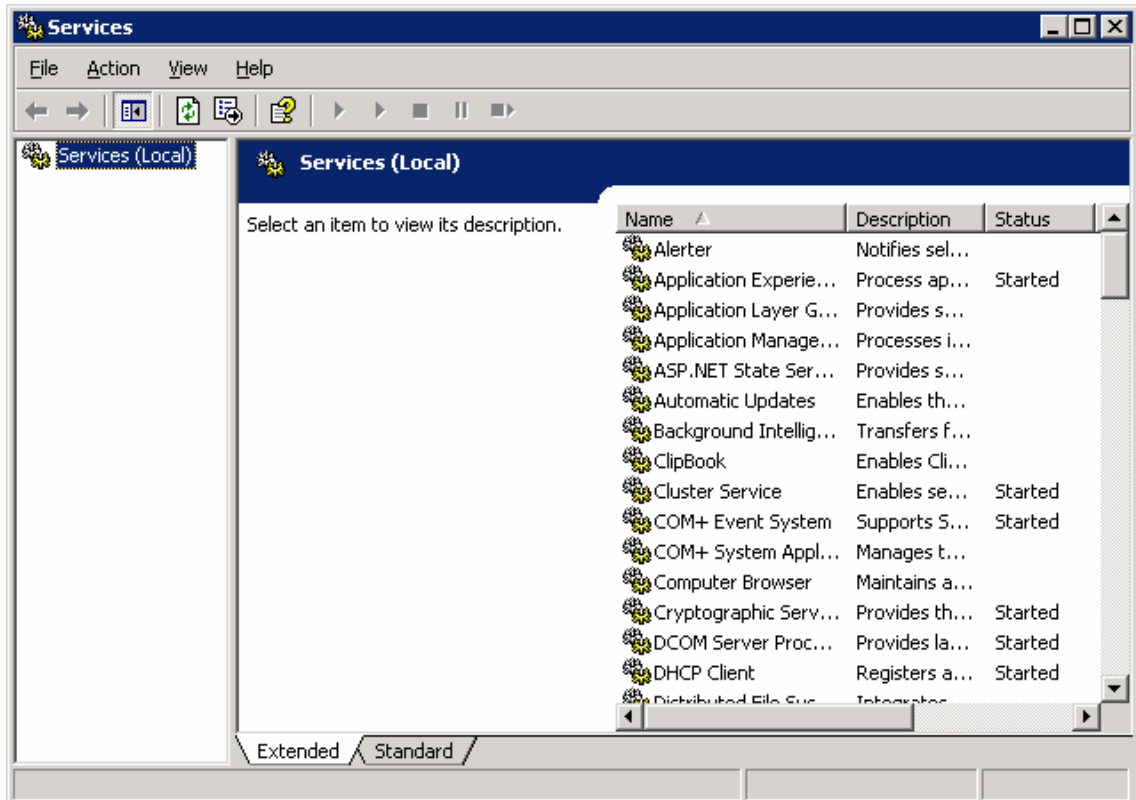 Services
File Action View Help
Services (Local)
Services (Local)
Select an item to view its description.
Name Description Status
Alerter Notifies sel...
Application Experie... Process ap... Started
Application Layer G... Provides s...
Application Manage... Processes i...
ASP.NET State Ser... Provides s...
Automatic Updates Enables th...
Background Intellig... Transfers f...
ClipBook Enables Cli...
Cluster Service Enables se... Started
COM+ Event System Supports S... Started
COM+ System Appl... Manages t...
Computer Browser Maintains a...
Cryptographic Serv... Provides th... Started
DCOM Server Proc... Provides la... Started
DHCP Client Registers a... Started
Distributed File Sys... Integrates...
Extended Standard